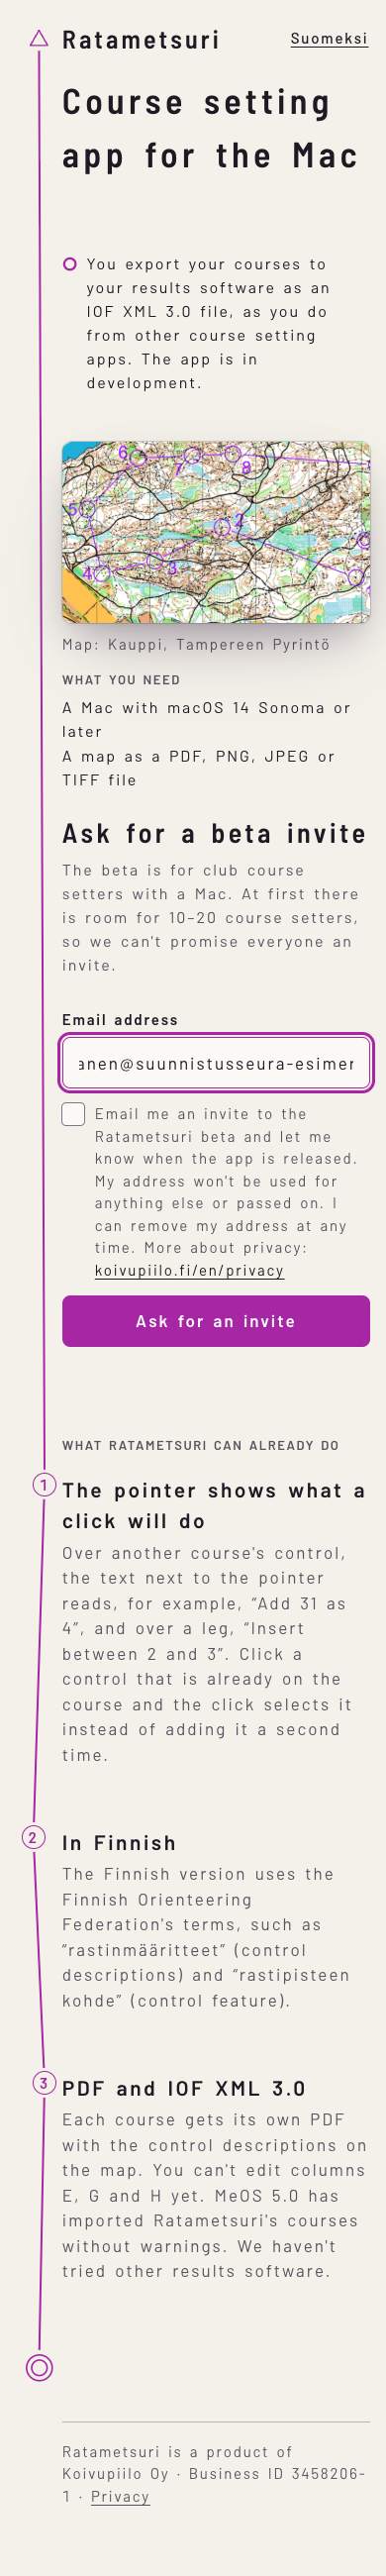 Ratametsuri
Suomeksi
Course setting
app for the Mac
You export your courses to
your results software as an
IOF XML 3.0 file, as you do
from other course setting
apps. The app is in
development.
6
7
8
5
2
4
3
Map: Kauppi, Tampereen Pyrintö
WHAT YOU NEED
A Mac with macOS 14 Sonoma or
later
A map as a PDF, PNG, JPEG or
TIFF file
Ask for a beta invite
The beta is for club course
setters with a Mac. At first there
is room for 10–20 course setters,
so we can't promise everyone an
invite.
Email address
anen@suunnistusseura-esimer
Email me an invite to the
Ratametsuri beta and let me
know when the app is released.
My address won't be used for
anything else or passed on. I
can remove my address at any
time. More about privacy:
koivupiilo.fi/en/privacy
Ask for an invite
WHAT RATAMETSURI CAN ALREADY DO
1
The pointer shows what a
click will do
Over another course's control,
the text next to the pointer
reads, for example, “Add 31 as
4”, and over a leg, “Insert
between 2 and 3”. Click a
control that is already on the
course and the click selects it
instead of adding it a second
time.
2
In Finnish
The Finnish version uses the
Finnish Orienteering
Federation's terms, such as
“rastinmääritteet” (control
descriptions) and “rastipisteen
kohde” (control feature).
3
PDF and IOF XML 3.0
Each course gets its own PDF
with the control descriptions on
the map. You can't edit columns
E, G and H yet. MeOS 5.0 has
imported Ratametsuri's courses
without warnings. We haven't
tried other results software.
Ratametsuri is a product of
Koivupiilo Oy · Business ID 3458206-
1 · Privacy